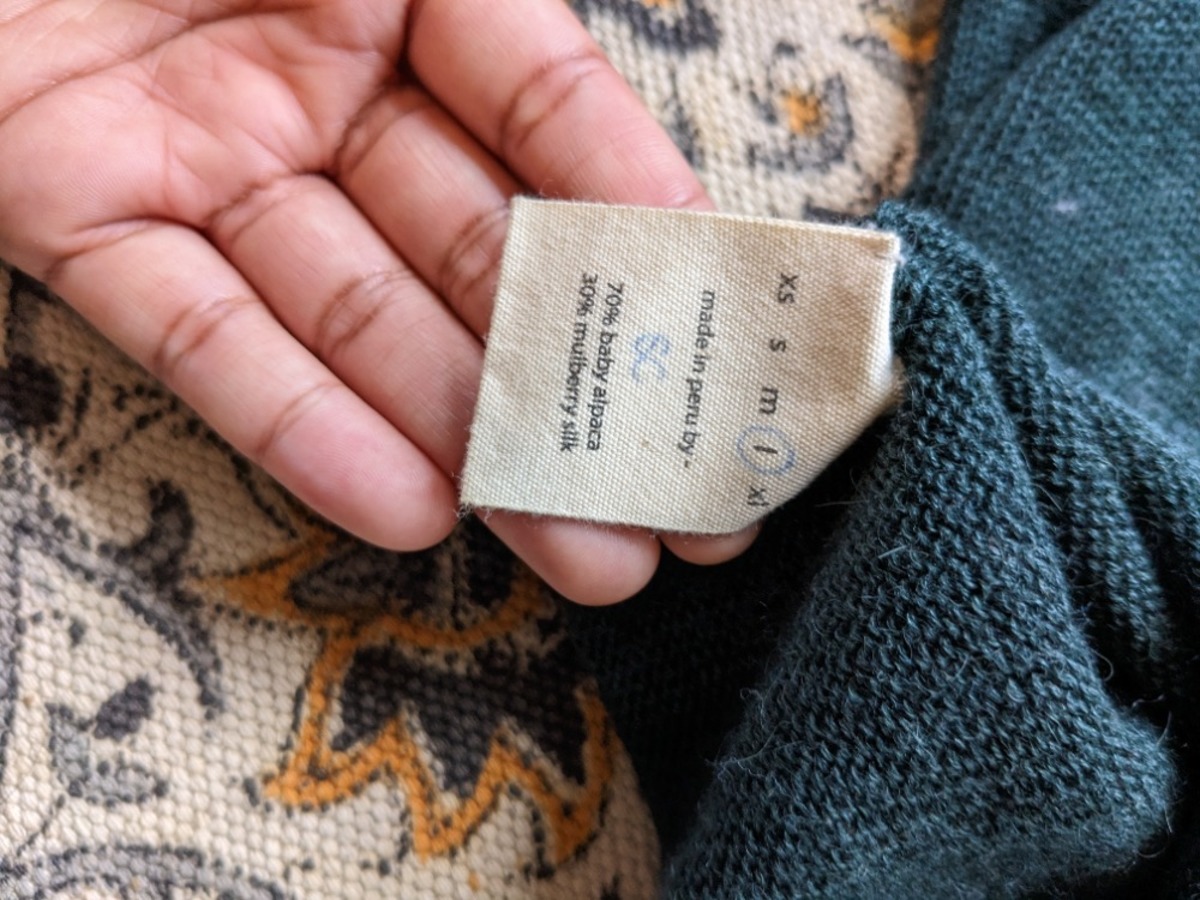 xs s m l xl
made in peru by -
SC
70% baby alpaca
30% mulberry silk